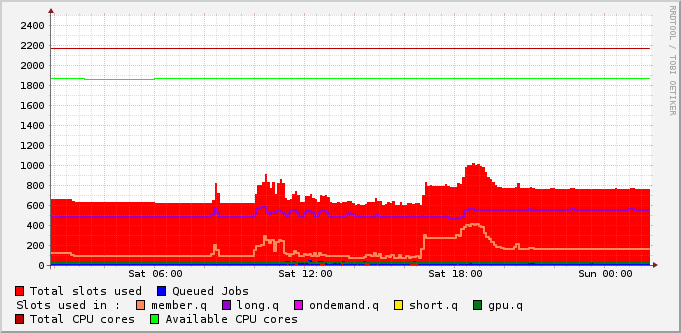 RRDTOOL / TOBI OETIKER
2400
2200
2000
1800
1600
1400
1200
1000
800
600
400
200
0
Sat 06:00 Sat 12:00 Sat 18:00 Sun 00:00
Total slots used Queued Jobs
Slots used in : member.q long.q ondemand.q short.q gpu.q
Total CPU cores Available CPU cores